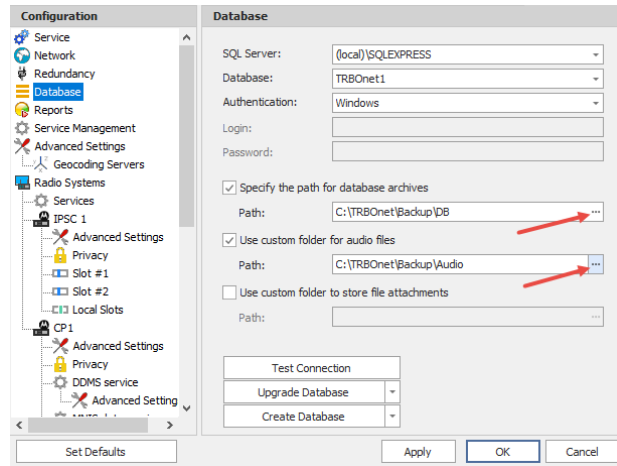 Configuration
Service
Network
Redundancy
Database
Reports
Service Management
Advanced Settings
Geocoding Servers
Radio Systems
Services
IPSC 1
Advanced Settings
Privacy
Slot #1
Slot #2
Local Slots
CP1
Advanced Settings
Privacy
DDMS service
Advanced Setting
Set Defaults
Database
SQL Server: (local)\SQLEXPRESS
Database: TRBOnet1
Authentication: Windows
Login:
Password:
Specify the path for database archives
Path: C:\TRBOnet\Backup\DB ...
Use custom folder for audio files
Path: C:\TRBOnet\Backup\Audio ...
Use custom folder to store file attachments
Path: ...
Test Connection
Upgrade Database
Create Database
Apply OK Cancel